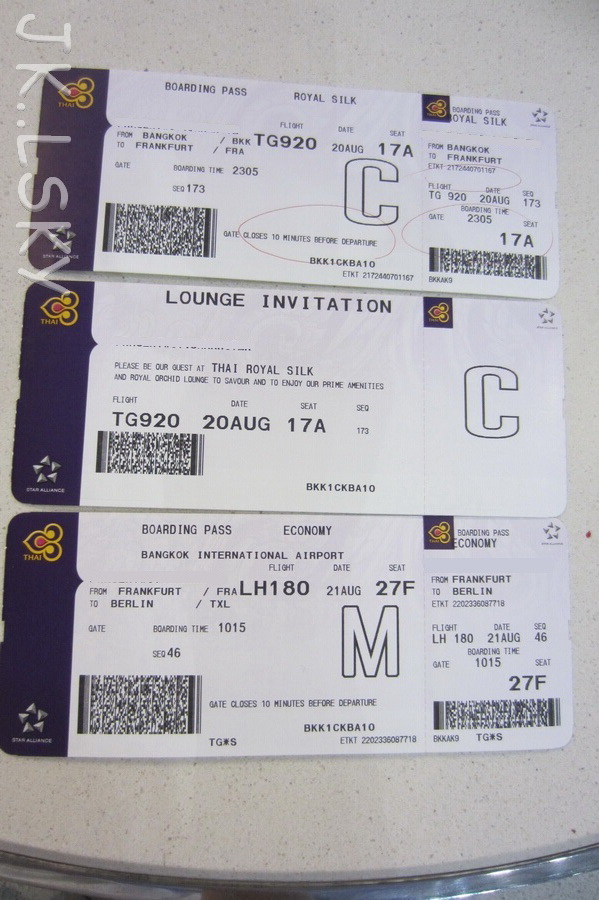 JK.LSKY
BOARDING PASS ROYAL SILK
THAI
FROM BANGKOK / BKK
TO FRANKFURT / FRA
FLIGHT DATE SEAT
TG920 20AUG 17A
GATE BOARDING TIME 2305
SEQ 173
C
GATE CLOSES 10 MINUTES BEFORE DEPARTURE
BKK1CKBA10
ETKT 2172440701167
BOARDING PASS
ROYAL SILK
FROM BANGKOK
TO FRANKFURT
ETKT 2172440701167
FLIGHT DATE SEQ
TG 920 20AUG 173
BOARDING TIME
GATE 2305 SEAT
17A
BKKAK9
LOUNGE INVITATION
THAI
PLEASE BE OUR GUEST AT THAI ROYAL SILK
AND ROYAL ORCHID LOUNGE TO SAVOUR AND TO ENJOY OUR PRIME AMENITIES
FLIGHT DATE SEAT SEQ
TG920 20AUG 17A 173
C
BKK1CKBA10
STAR ALLIANCE
BOARDING PASS ECONOMY
THAI
BANGKOK INTERNATIONAL AIRPORT
FLIGHT DATE SEAT
FROM FRANKFURT / FRA LH180 21AUG 27F
TO BERLIN / TXL
GATE BOARDING TIME 1015
SEQ 46
M
GATE CLOSES 10 MINUTES BEFORE DEPARTURE
BKK1CKBA10
TG*S ETKT 2202336087718
STAR ALLIANCE
BOARDING PASS
ECONOMY
FROM FRANKFURT
TO BERLIN
ETKT 2202336087718
FLIGHT DATE SEQ
LH 180 21AUG 46
BOARDING TIME
GATE 1015 SEAT
27F
BKKAK9 TG*S